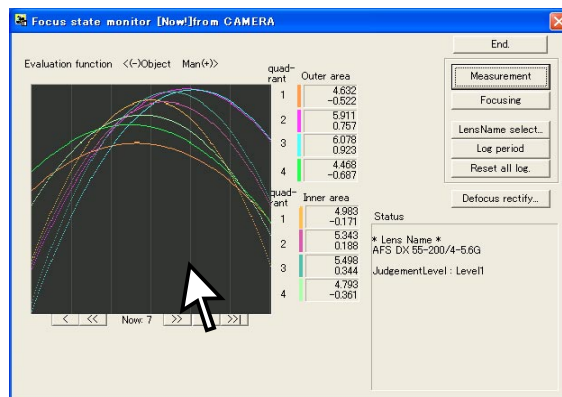 Focus state monitor [Now!]from CAMERA
End.
Evaluation function <(-)Object Man(+)>
quad-
rant Outer area
1 4.632
-0.522
2 5.911
0.757
3 6.078
0.923
4 4.468
-0.687
quad-
rant Inner area
1 4.983
-0.171
2 5.343
0.188
3 5.498
0.344
4 4.793
-0.361
Measurement
Focusing
LensName select...
Log period
Reset all log.
Defocus rectify...
Status
* Lens Name *
AFS DX 55-200/4-5.6G
JudgementLevel : Level1
< << Now: 7 >> >>|